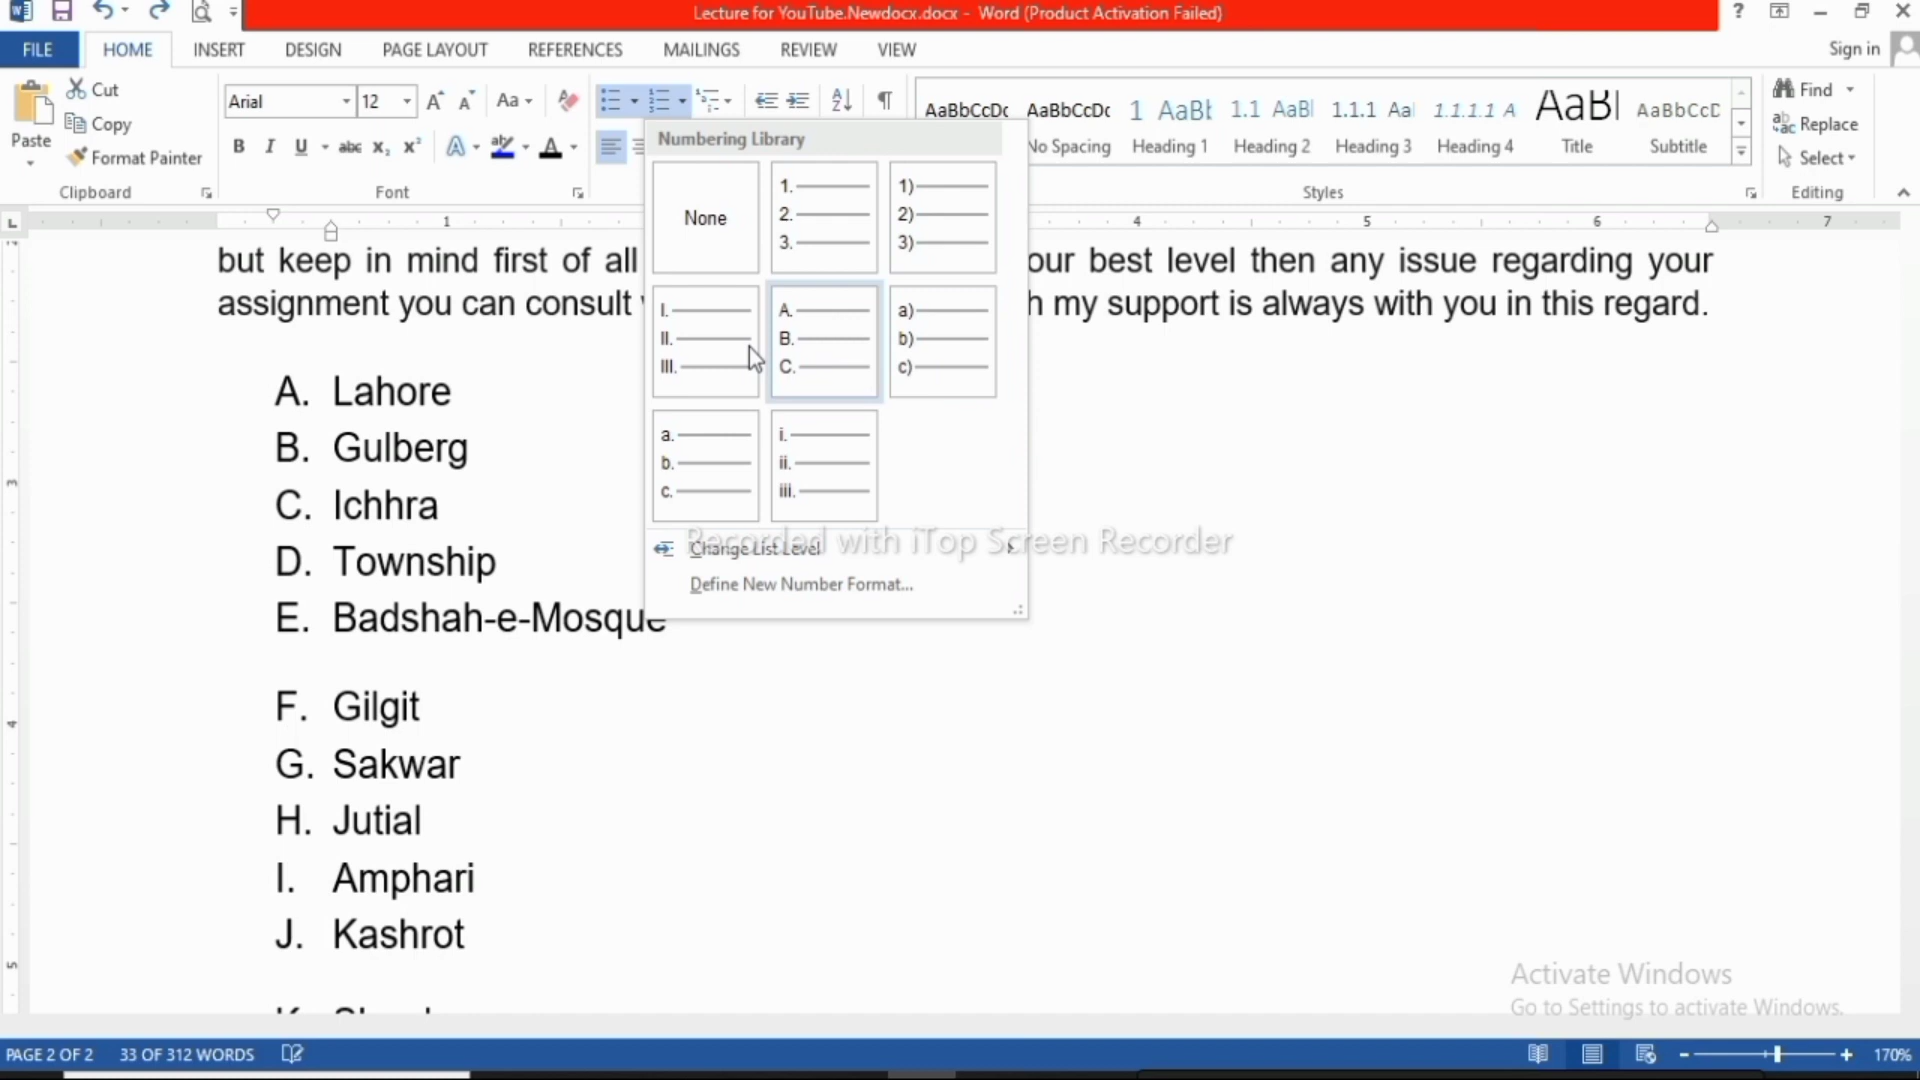 Lecture for YouTube.Newdocx.docx - Word (Product Activation Failed)
FILE HOME INSERT DESIGN PAGE LAYOUT REFERENCES MAILINGS REVIEW VIEW Sign in
Paste
Cut
Copy
Format Painter
Clipboard
Arial 12
Font
AaBbCcDc AaBbCcDc 1 AaBb 1.1 AaBl 1.1.1 Aa 1.1.1.1 A AaBl AaBbCcD
No Spacing Heading 1 Heading 2 Heading 3 Heading 4 Title Subtitle
Styles
Find
Replace
Select
Editing
1 4 5 6 7
Numbering Library
None
1.
2.
3.
1)
2)
3)
I.
II.
III.
A.
B.
C.
a)
b)
c)
a.
b.
c.
i.
ii.
iii.
Change List Level
Define New Number Format...
Recorded with iTop Screen Recorder
but keep in mind first of all our best level then any issue regarding your
assignment you can consult my support is always with you in this regard.
A. Lahore
B. Gulberg
C. Ichhra
D. Township
E. Badshah-e-Mosque
F. Gilgit
G. Sakwar
H. Jutial
I. Amphari
J. Kashrot
Activate Windows
Go to Settings to activate Windows.
PAGE 2 OF 2 33 OF 312 WORDS 170%